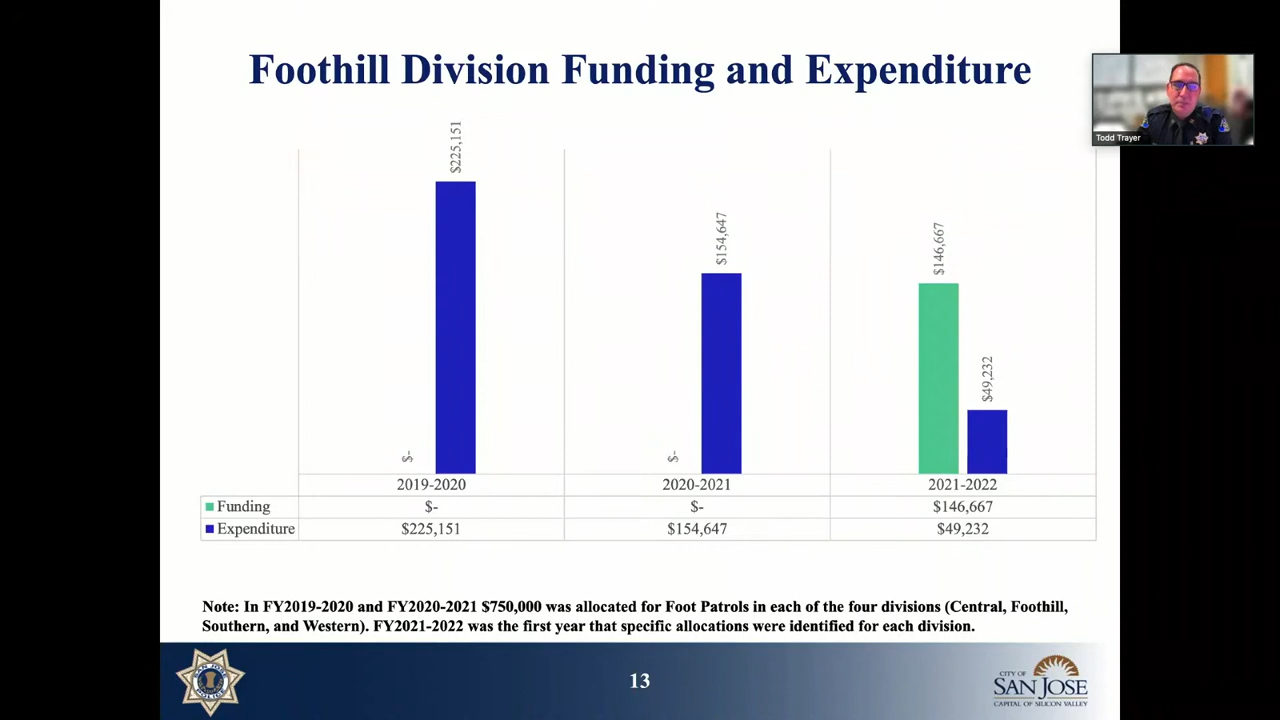 Foothill Division Funding and Expenditure
Todd Trayer
$225,151
$154,647
$146,667
$49,232
$-
$-
2019-2020
2020-2021
2021-2022
Funding
$-
$-
$146,667
Expenditure
$225,151
$154,647
$49,232
Note: In FY2019-2020 and FY2020-2021 $750,000 was allocated for Foot Patrols in each of the four divisions (Central, Foothill,
Southern, and Western). FY2021-2022 was the first year that specific allocations were identified for each division.
SAN JOSE
POLICE
13
CITY OF
SAN JOSE
CAPITAL OF SILICON VALLEY